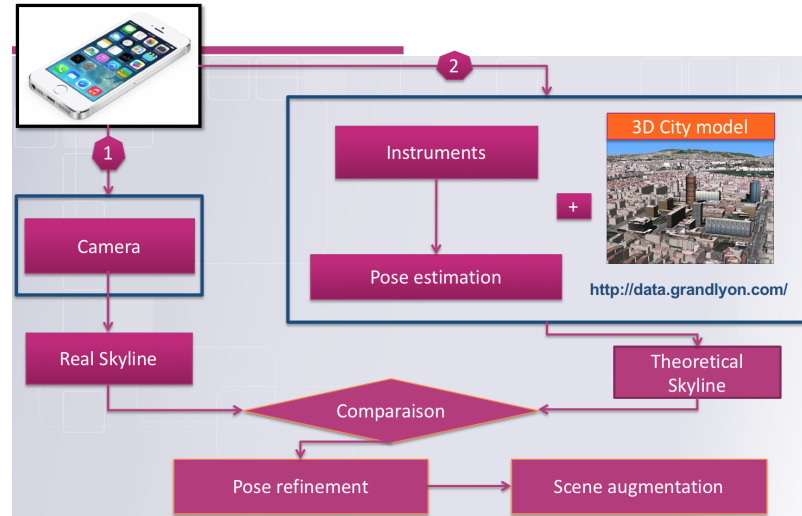 2
1
3D City model
Instruments
+
Camera
Pose estimation
http://data.grandlyon.com/
Real Skyline
Theoretical
Skyline
Comparaison
Pose refinement
Scene augmentation